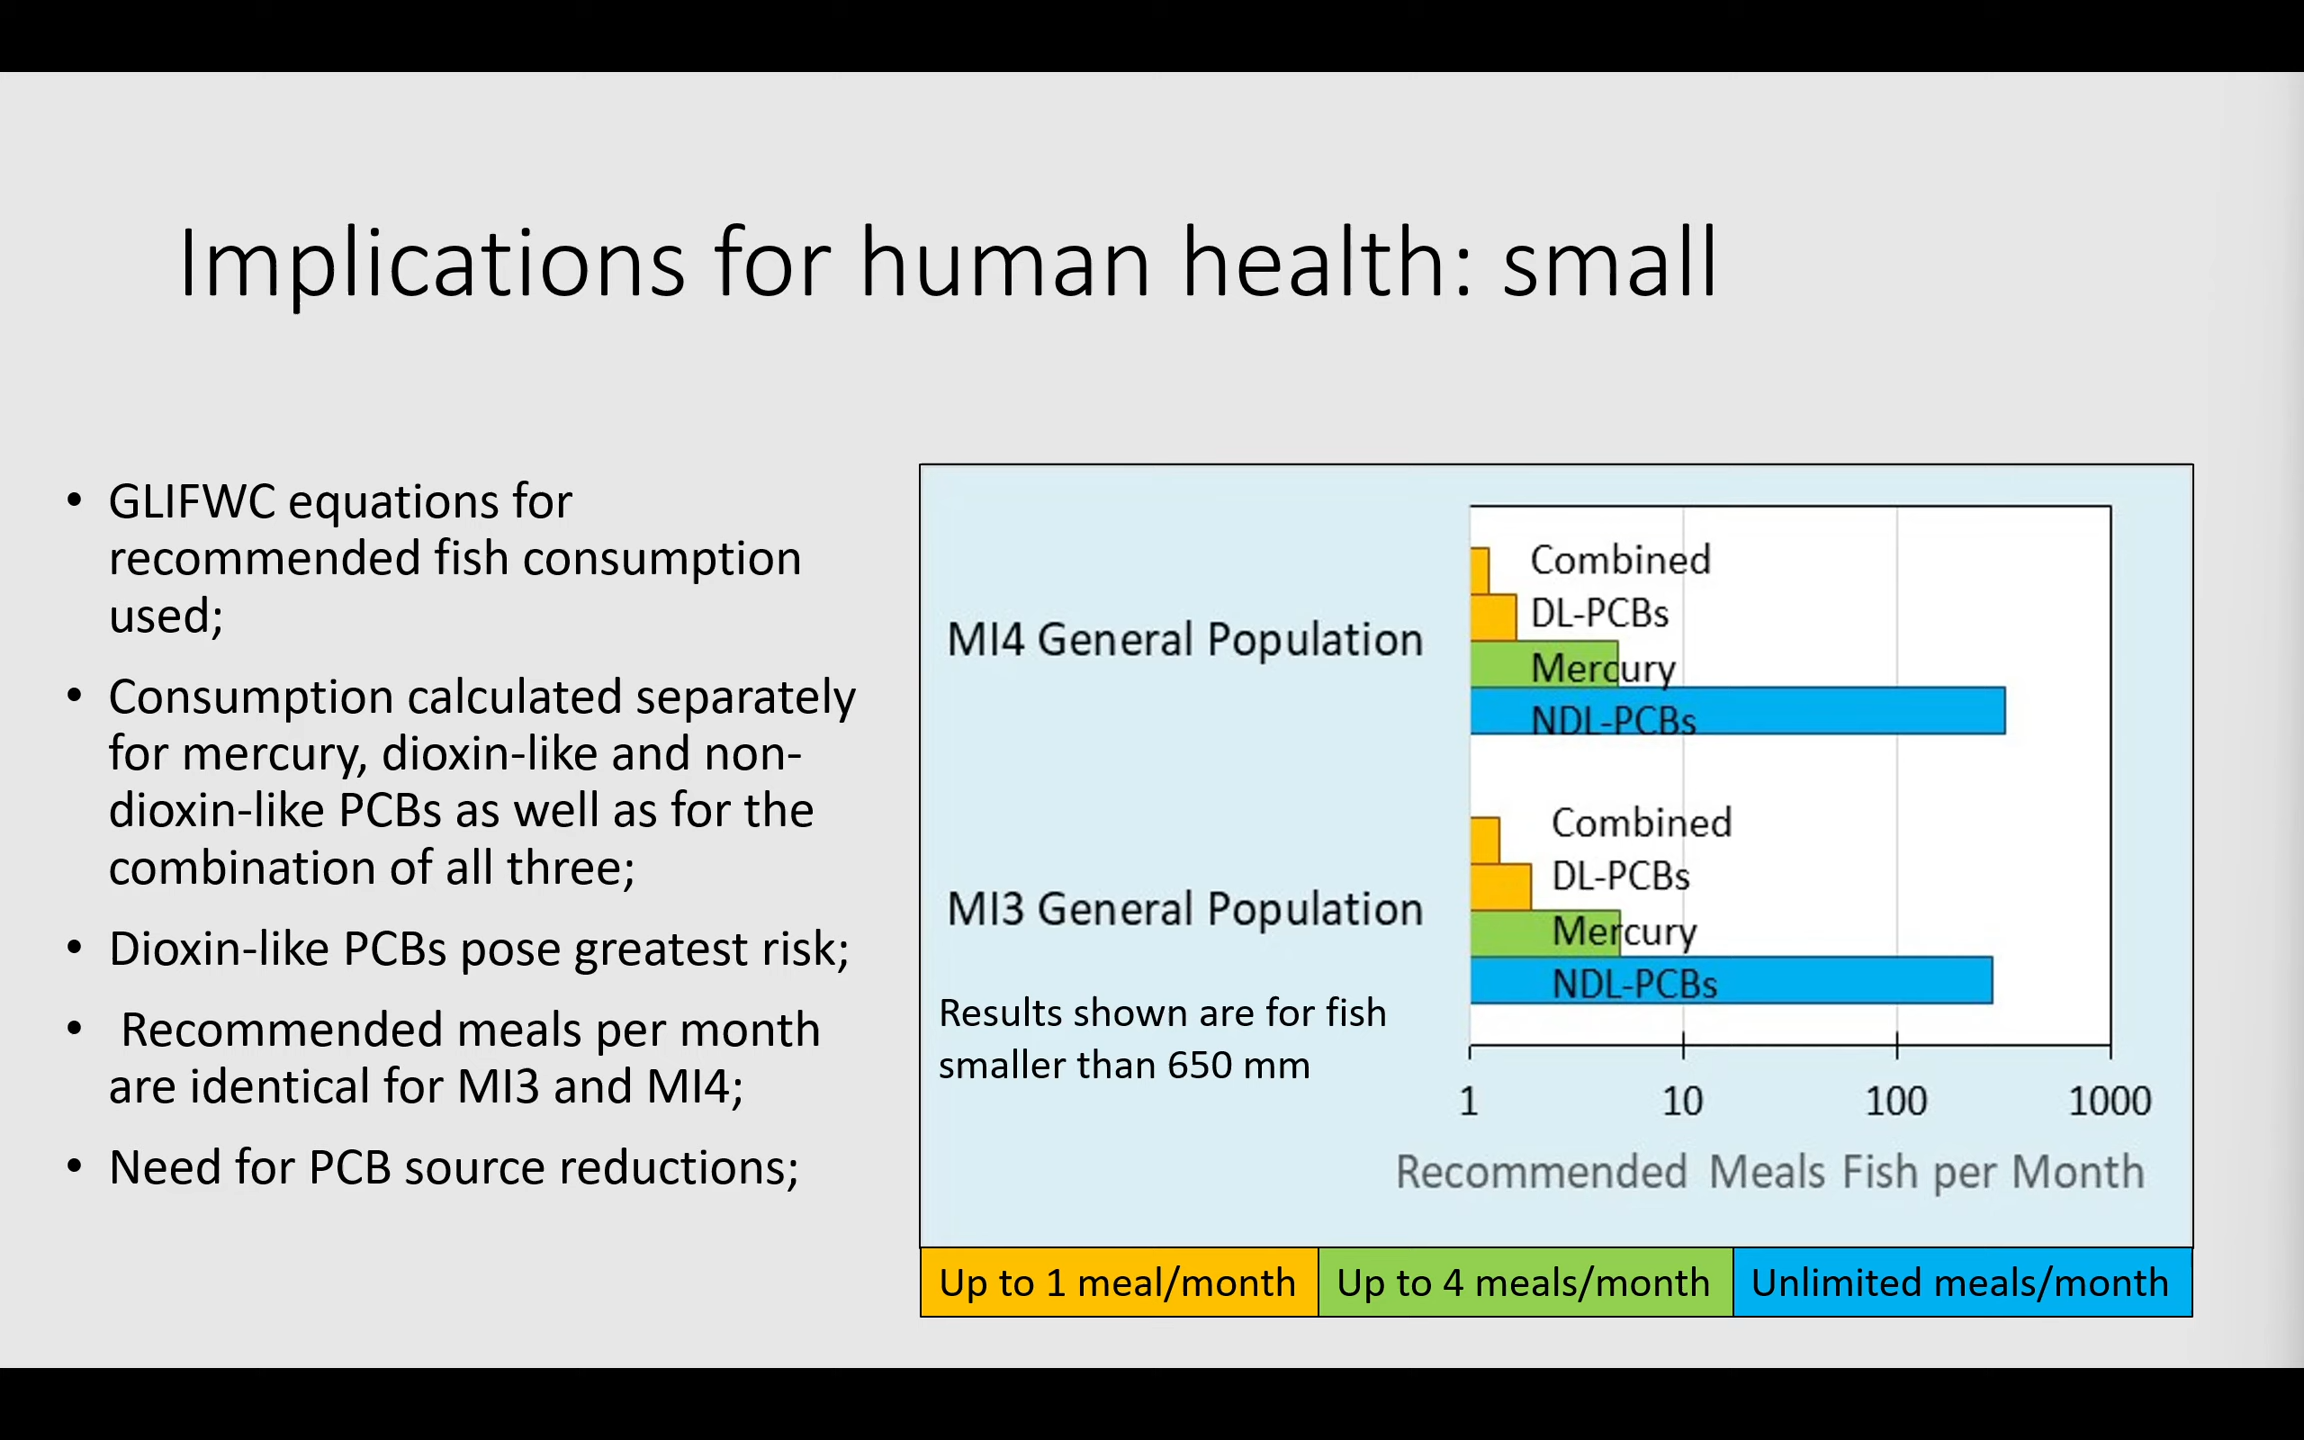 Implications for human health: small
• GLIFWC equations for
recommended fish consumption
used;
• Consumption calculated separately
for mercury, dioxin-like and non-
dioxin-like PCBs as well as for the
combination of all three;
• Dioxin-like PCBs pose greatest risk;
• Recommended meals per month
are identical for MI3 and MI4;
• Need for PCB source reductions;
MI4 General Population
Combined
DL-PCBs
Mercury
NDL-PCBs
MI3 General Population
Combined
DL-PCBs
Mercury
NDL-PCBs
Results shown are for fish
smaller than 650 mm
1 10 100 1000
Recommended Meals Fish per Month
Up to 1 meal/month
Up to 4 meals/month
Unlimited meals/month